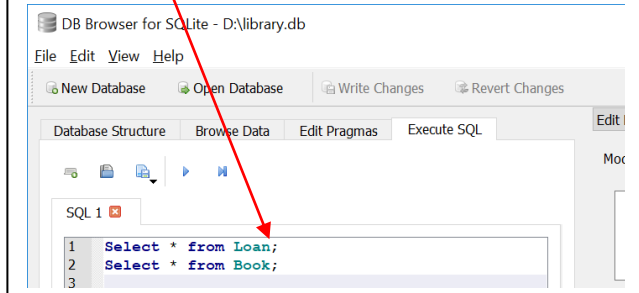 DB Browser for SQLite - D:\library.db
File Edit View Help
New Database Open Database Write Changes Revert Changes
Database Structure Browse Data Edit Pragmas Execute SQL
Edit
Mod
SQL 1
1 Select * from Loan;
2 Select * from Book;
3